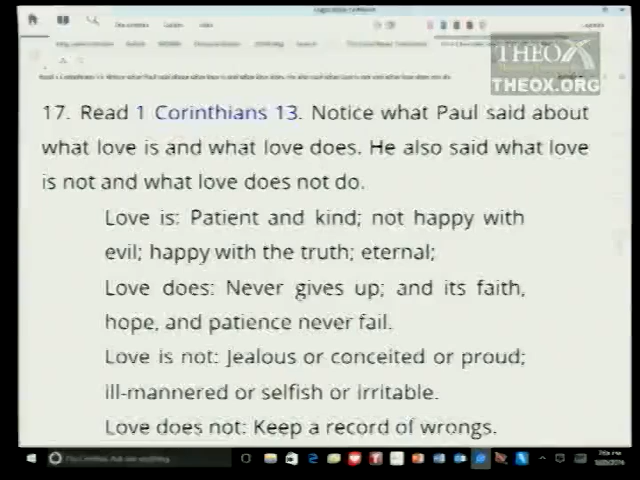 THEOX
THEOX.ORG
17. Read 1 Corinthians 13. Notice what Paul said about
what love is and what love does. He also said what love
is not and what love does not do.
Love is: Patient and kind; not happy with
evil; happy with the truth; eternal;
Love does: Never gives up; and its faith,
hope, and patience never fail.
Love is not: Jealous or conceited or proud;
ill-mannered or selfish or irritable.
Love does not: Keep a record of wrongs.